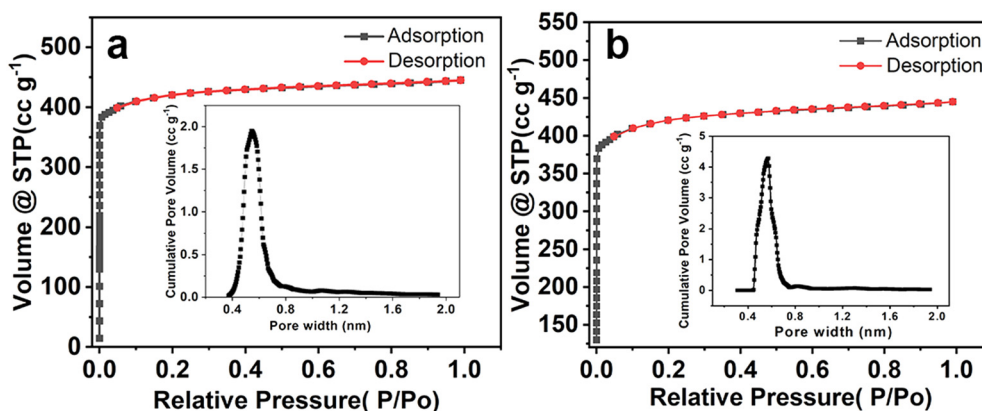 a
Adsorption
Desorption
Volume @ STP(cc g-1)
500
400
300
200
100
0
0.0 0.2 0.4 0.6 0.8 1.0
Relative Pressure( P/Po)
Cumulative Pore Volume (cc g-1)
2.0
1.5
1.0
0.5
0.0
0.4 0.8 1.2 1.6 2.0
Pore width (nm)
b
Adsorption
Desorption
Volume @ STP(cc g-1)
550
500
450
400
350
300
250
200
150
0.0 0.2 0.4 0.6 0.8 1.0
Relative Pressure( P/Po)
Cumulative Pore Volume (cc g-1)
5
4
3
2
1
0
0.0 0.4 0.8 1.2 1.6 2.0
Pore width (nm)